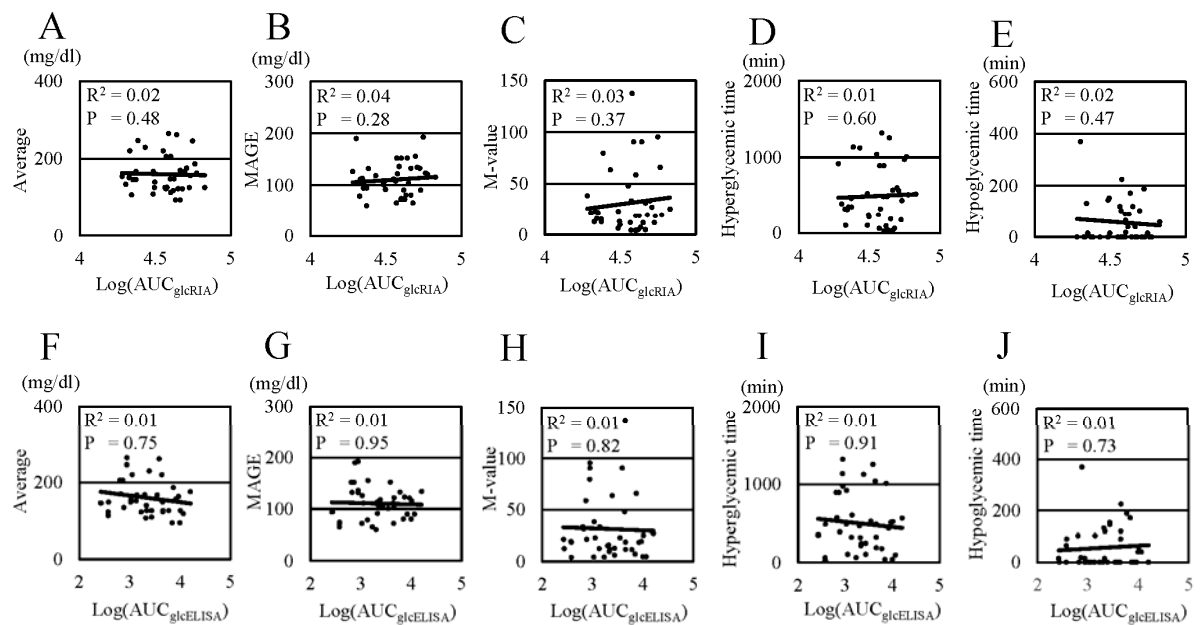 A
(mg/dl)
400
200
0
Average
R² = 0.02
P = 0.48
4 4.5 5
Log(AUCglcRIA)
B
(mg/dl)
300
200
100
0
MAGE
R² = 0.04
P = 0.28
4 4.5 5
Log(AUCglcRIA)
C
150
100
50
0
M-value
R² = 0.03
P = 0.37
4 4.5 5
Log(AUCglcRIA)
D
(min)
2000
1000
0
Hyperglycemic time
R² = 0.01
P = 0.60
4 4.5 5
Log(AUCglcRIA)
E
(min)
600
400
200
0
Hypoglycemic time
R² = 0.02
P = 0.47
4 4.5 5
Log(AUCglcRIA)
F
(mg/dl)
400
200
0
Average
R² = 0.01
P = 0.75
2 3 4 5
Log(AUCglcELISA)
G
(mg/dl)
300
200
100
0
MAGE
R² = 0.01
P = 0.95
2 3 4 5
Log(AUCglcELISA)
H
150
100
50
0
M-value
R² = 0.01
P = 0.82
2 3 4 5
Log(AUCglcELISA)
I
(min)
2000
1000
0
Hyperglycemic time
R² = 0.01
P = 0.91
2 3 4 5
Log(AUCglcELISA)
J
(min)
600
400
200
0
Hypoglycemic time
R² = 0.01
P = 0.73
2 3 4 5
Log(AUCglcELISA)